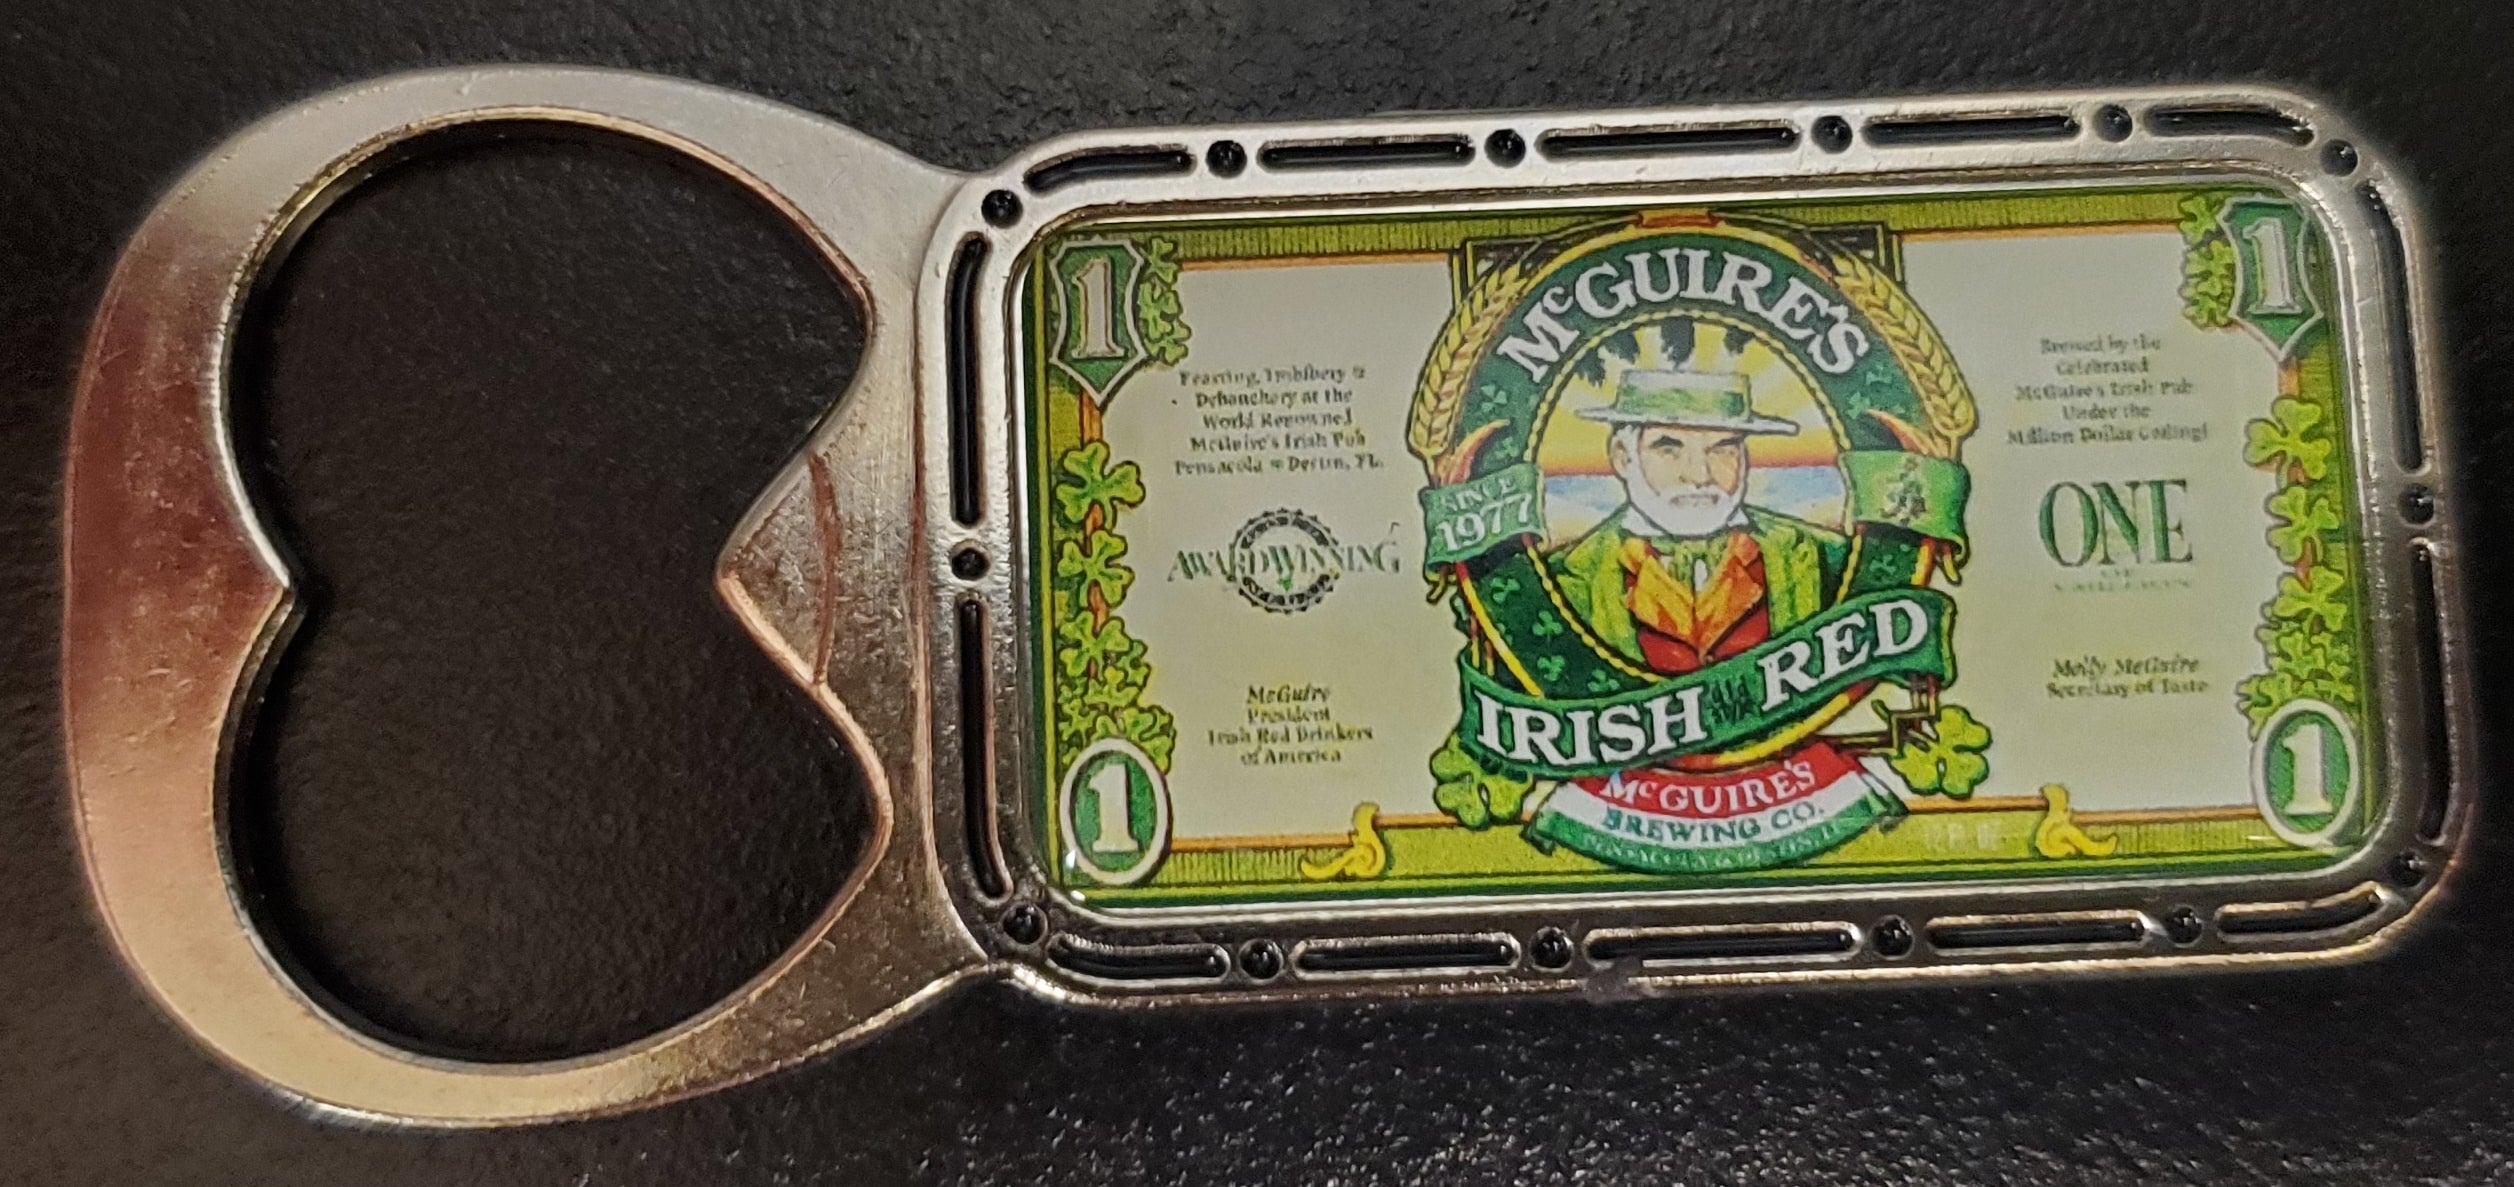 1
1
Feasting, Imbibery &
Debauchery at the
World Renowned
McGuire's Irish Pub
Pensacola • Destin, FL.
AWARD WINNING
McGuire
President
Irish Red Drinkers
of America
1
McGUIRE'S
SINCE
1977
IRISH RED
McGUIRE'S
BREWING CO.
Brewed by the
Celebrated
McGuire's Irish Pub
Under the
Million Dollar Ceiling!
ONE
Molly McGuire
Secretary of Taste
1